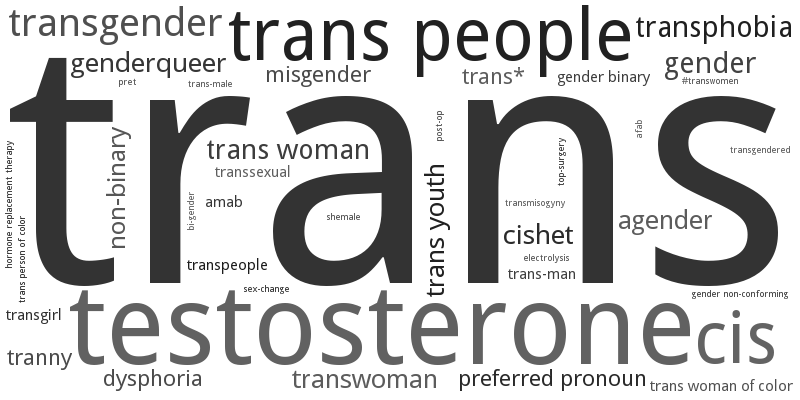 transgender
trans people
transphobia
genderqueer
misgender
trans*
gender binary
gender
pret
trans-male
#transwomen
trans
non-binary
trans woman
transsexual
post-op
top-surgery
afab
transgendered
hormone replacement therapy
trans person of color
bi-gender
amab
shemale
trans youth
transmisogyny
cishet
agender
transpeople
electrolysis
trans-man
sex-change
gender non-conforming
transgirl
testosterone
cis
tranny
dysphoria
transwoman
preferred pronoun
trans woman of color